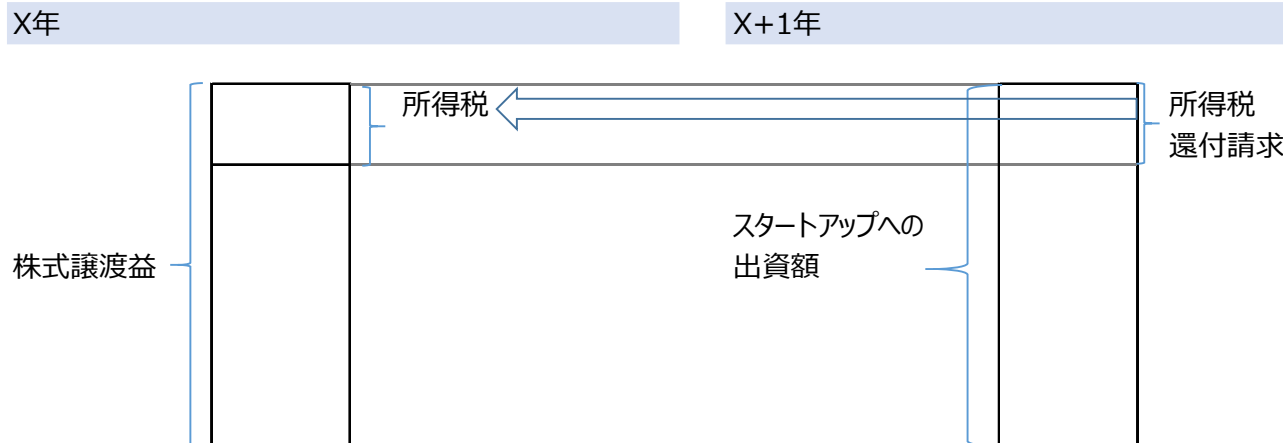 X年
X+1年
所得税
所得税
還付請求
スタートアップへの
出資額
株式譲渡益